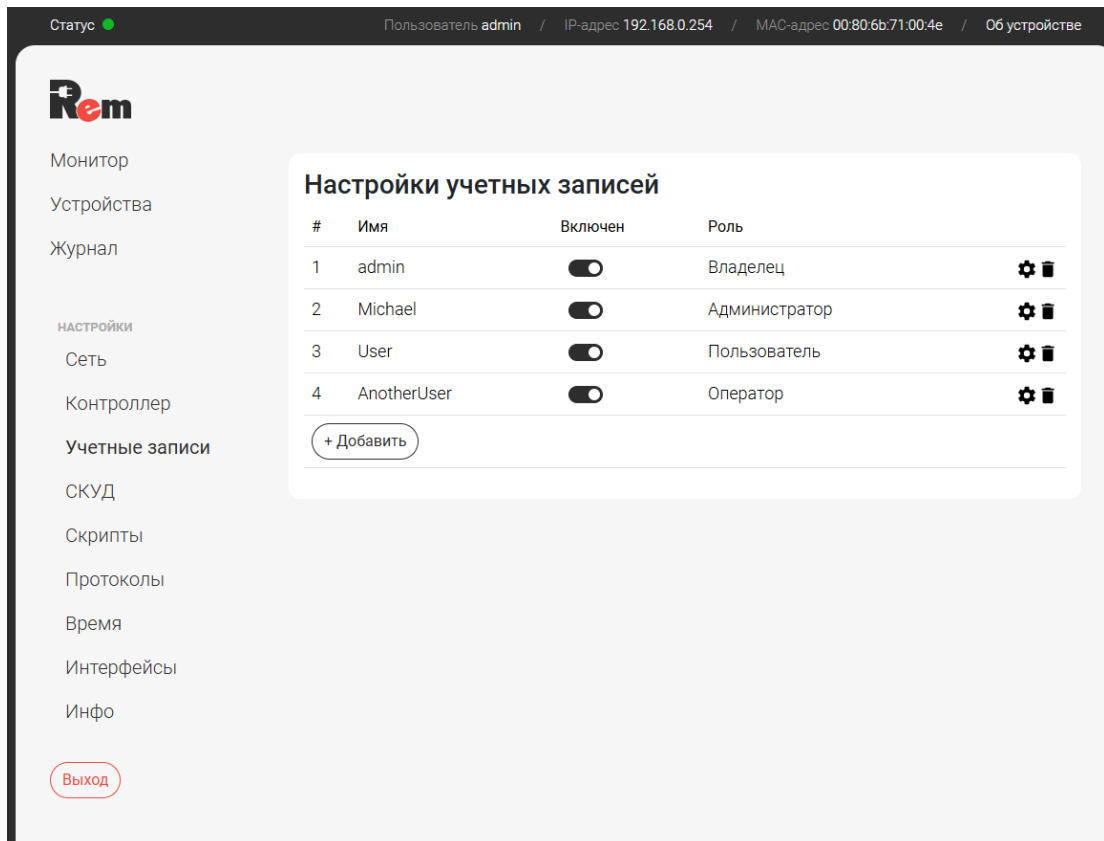 Статус Пользователь admin / IP-адрес 192.168.0.254 / MAC-адрес 00:80:6b:71:00:4e / Об устройстве
Rem
Монитор
Устройства
Журнал
НАСТРОЙКИ
Сеть
Контроллер
Учетные записи
СКУД
Скрипты
Протоколы
Время
Интерфейсы
Инфо
Выход
Настройки учетных записей
# Имя Включен Роль
1 admin Владелец
2 Michael Администратор
3 User Пользователь
4 AnotherUser Оператор
+ Добавить